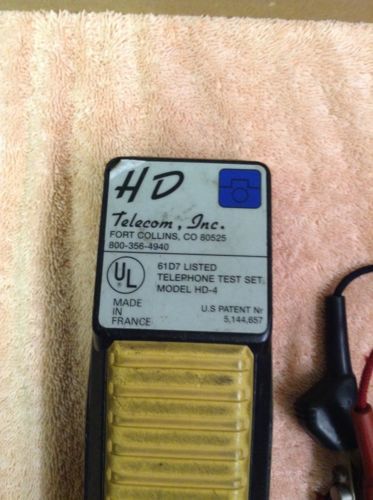 HD
Telecom, Inc.
FORT COLLINS, CO 80525
800-356-4940
UL
61D7 LISTED
TELEPHONE TEST SET
MODEL HD-4
MADE
IN
FRANCE
U.S PATENT Nr
5,144,657